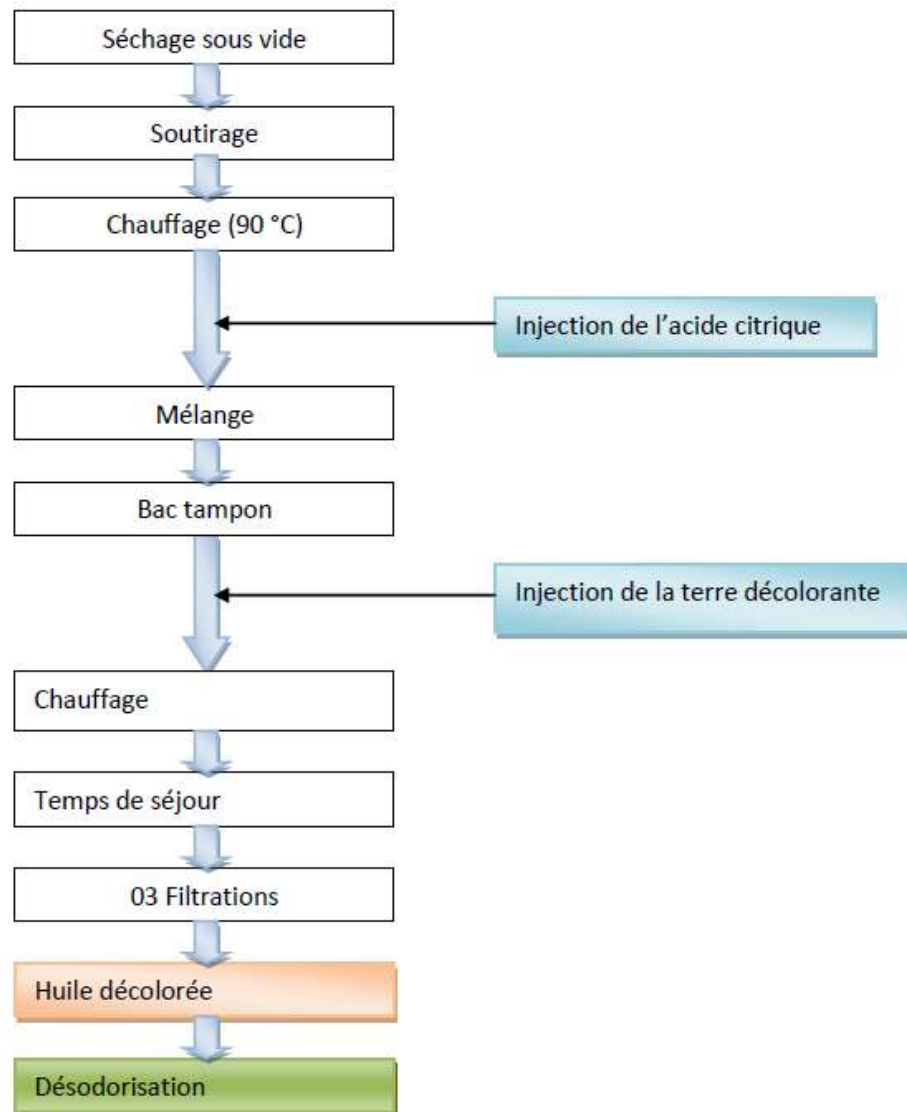 Séchage sous vide
Soutirage
Chauffage (90 °C)
Injection de l’acide citrique
Mélange
Bac tampon
Injection de la terre décolorante
Chauffage
Temps de séjour
03 Filtrations
Huile décolorée
Désodorisation